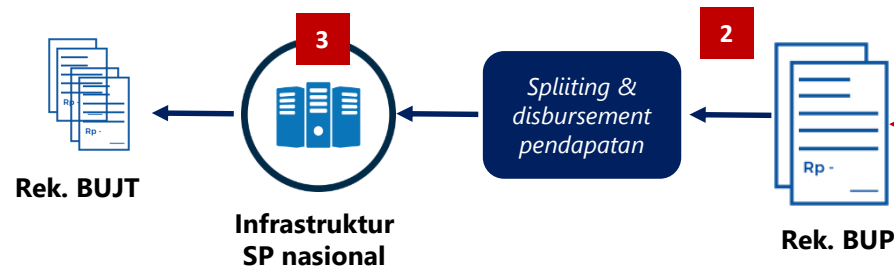 3
2
Spliiting &
disbursement
pendapatan
Rp -
Rp -
Rp -
Rek. BUJT
Infrastruktur
SP nasional
Rek. BUP